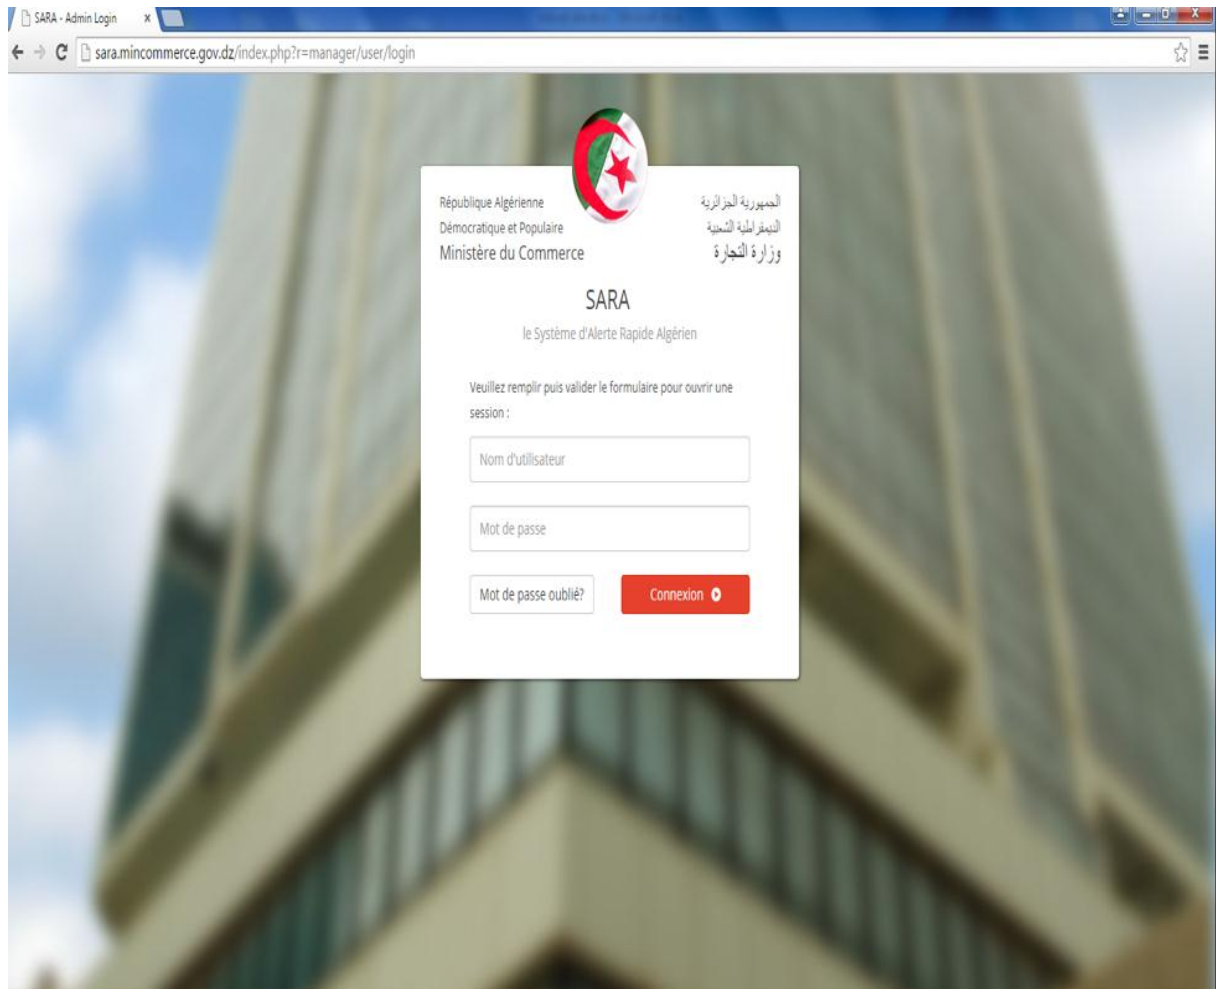 SARA - Admin Login
sara.mincommerce.gov.dz/index.php?r=manager/user/login
République Algérienne
Démocratique et Populaire
Ministère du Commerce
الجمهورية الجزائرية
الديمقراطية الشعبية
وزارة التجارة
SARA
le Système d'Alerte Rapide Algérien
Veuillez remplir puis valider le formulaire pour ouvrir une
session :
Nom d'utilisateur
Mot de passe
Mot de passe oublié?
Connexion